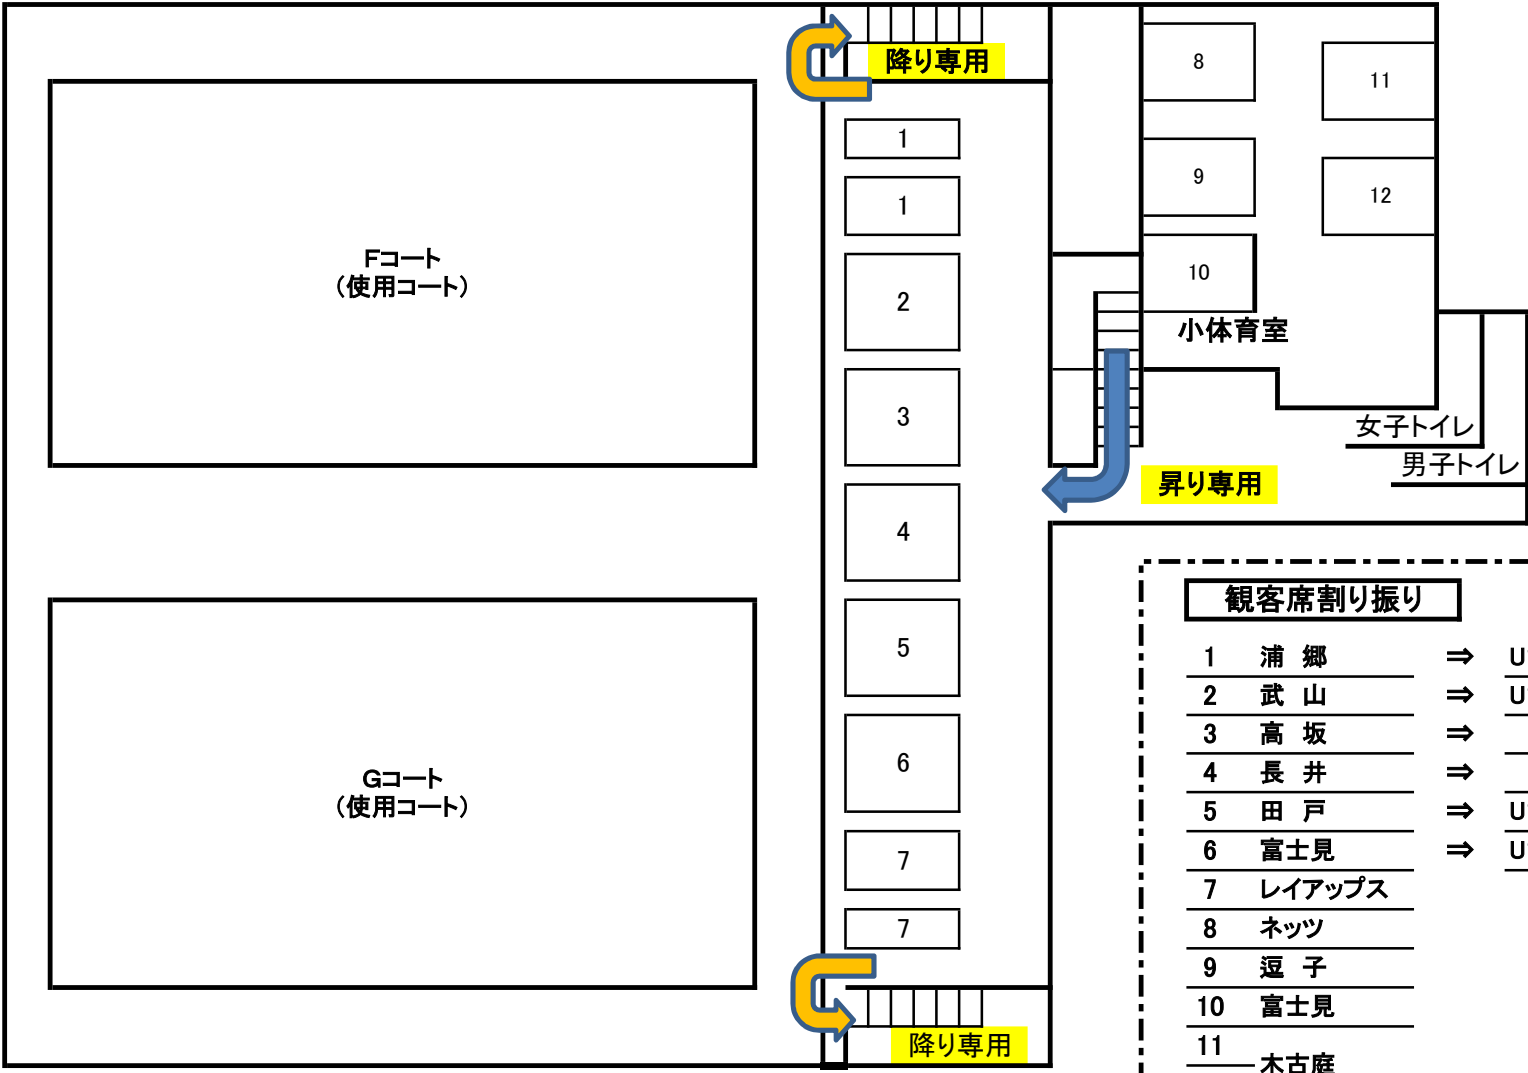 降り専用
8
11
1
9
12
1
Fコート
(使用コート)
10
2
小体育室
3
女子トイレ
男子トイレ
昇り専用
4
観客席割り振り
5
1 浦 郷 ⇒ U
2 武 山 ⇒ U
3 高 坂 ⇒
4 長 井 ⇒
5 田 戸 ⇒ U
6 富士見 ⇒ U
7 レイアップス
8 ネッツ
9 逗 子
10 富士見
11
木古庭
6
Gコート
(使用コート)
7
7
降り専用